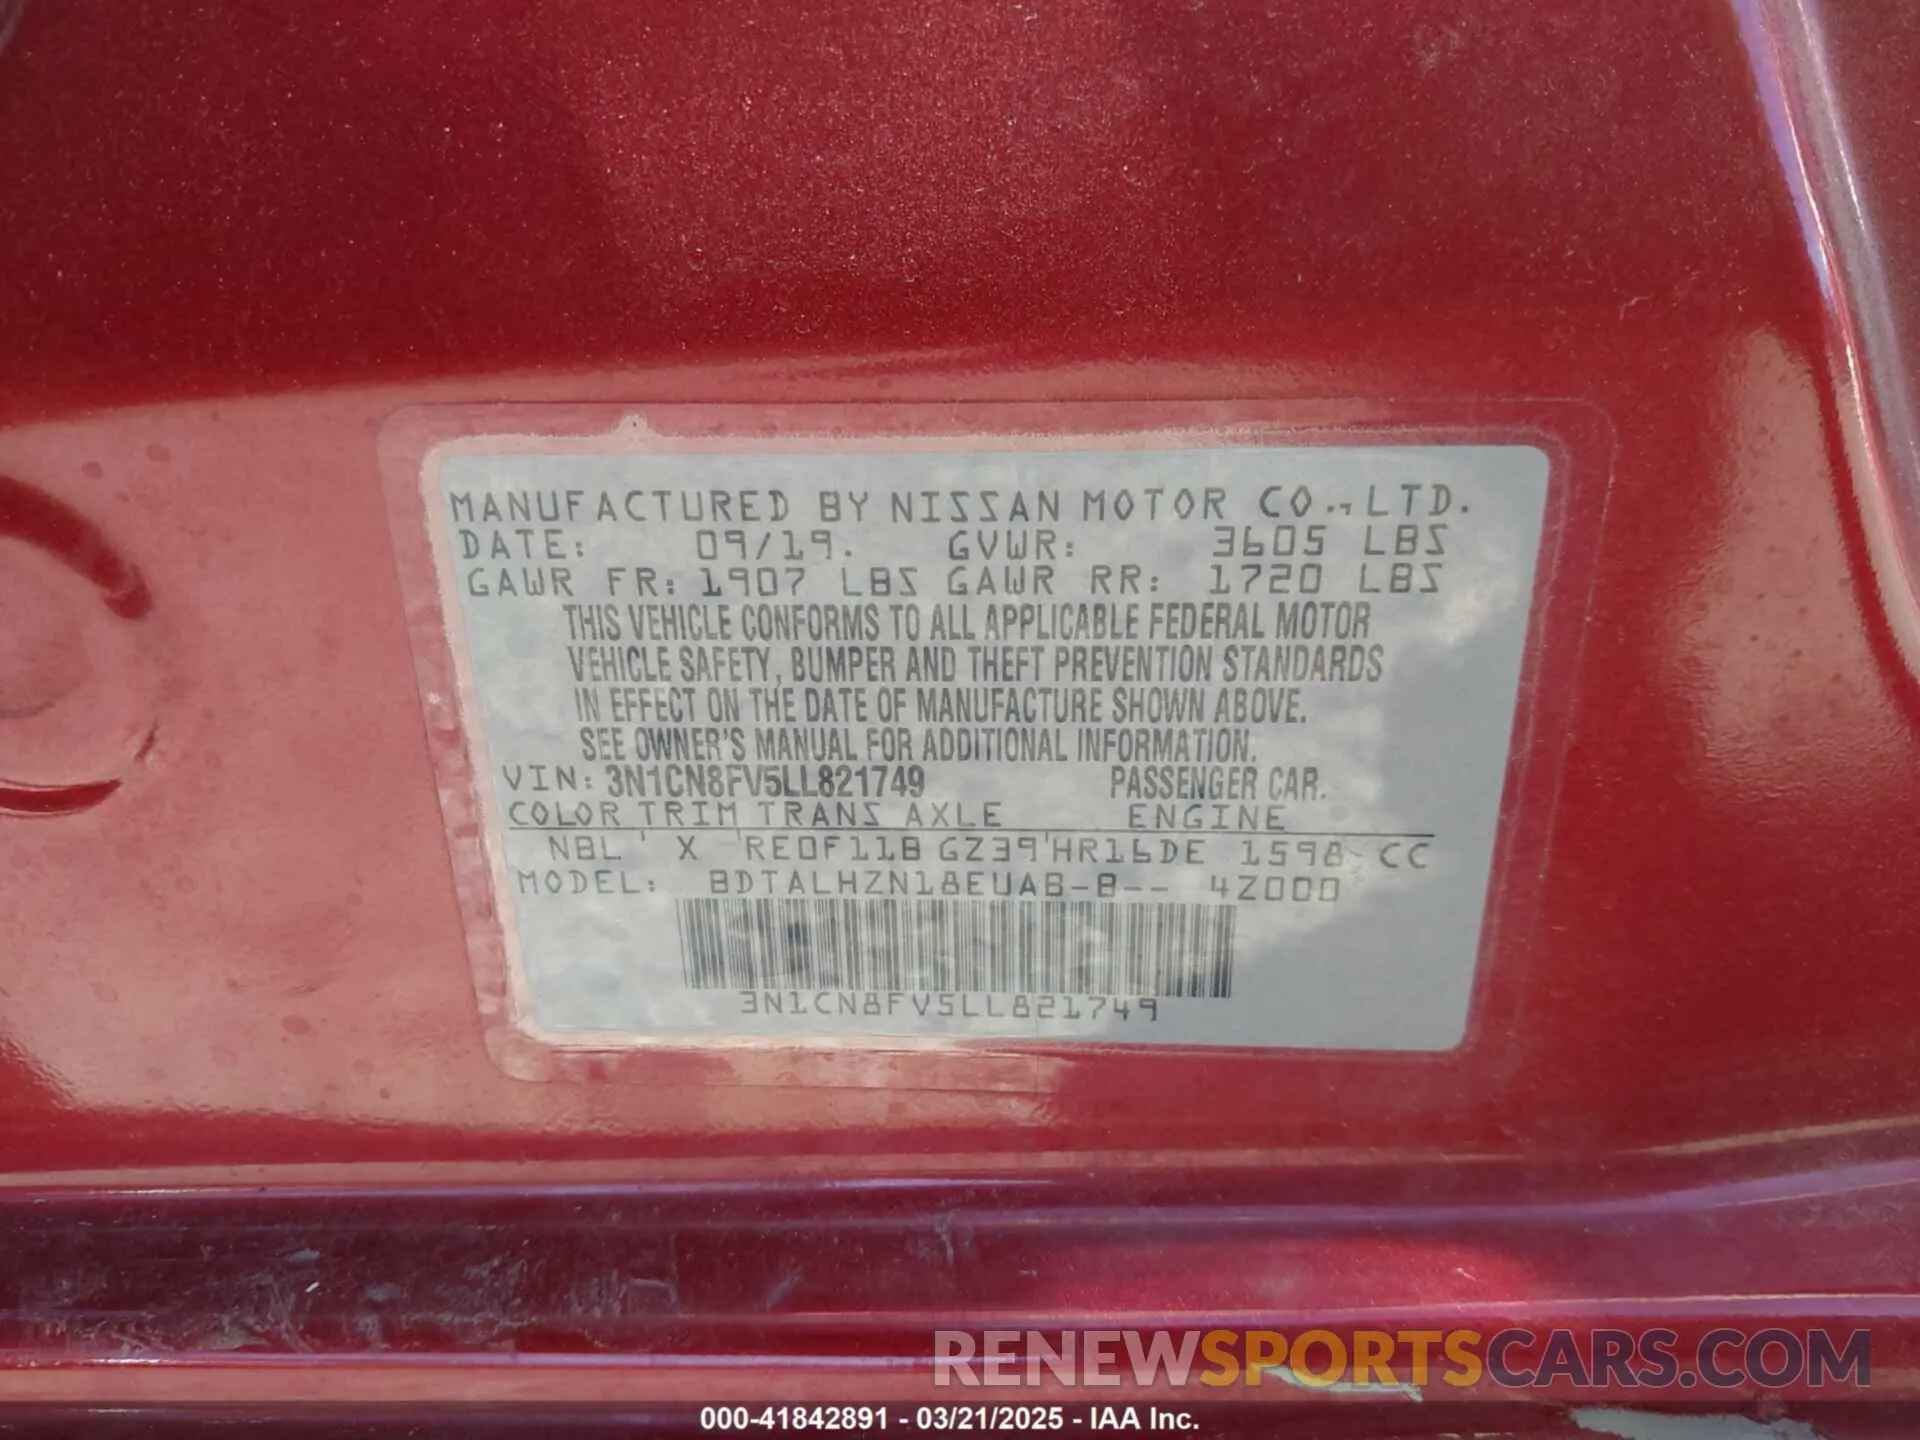 MANUFACTURED BY NISSAN MOTOR CO., LTD.
DATE: 09/19. GVWR: 3605 LBS
GAWR FR: 1907 LBS GAWR RR: 1720 LBS
THIS VEHICLE CONFORMS TO ALL APPLICABLE FEDERAL MOTOR
VEHICLE SAFETY, BUMPER AND THEFT PREVENTION STANDARDS
IN EFFECT ON THE DATE OF MANUFACTURE SHOWN ABOVE.
SEE OWNER'S MANUAL FOR ADDITIONAL INFORMATION.
VIN: 3N1CN8FV5LL821749 PASSENGER CAR.
COLOR TRIM TRANS AXLE ENGINE
NBL ' X 'RE0F11B GZ39'HR16DE 1598 CC
MODEL: BDTALHZN18EUAB-B-- 4Z000
3N1CN8FV5LL821749
RENEWSPORTSCARS.COM
000-41842891 - 03/21/2025 - IAA Inc.